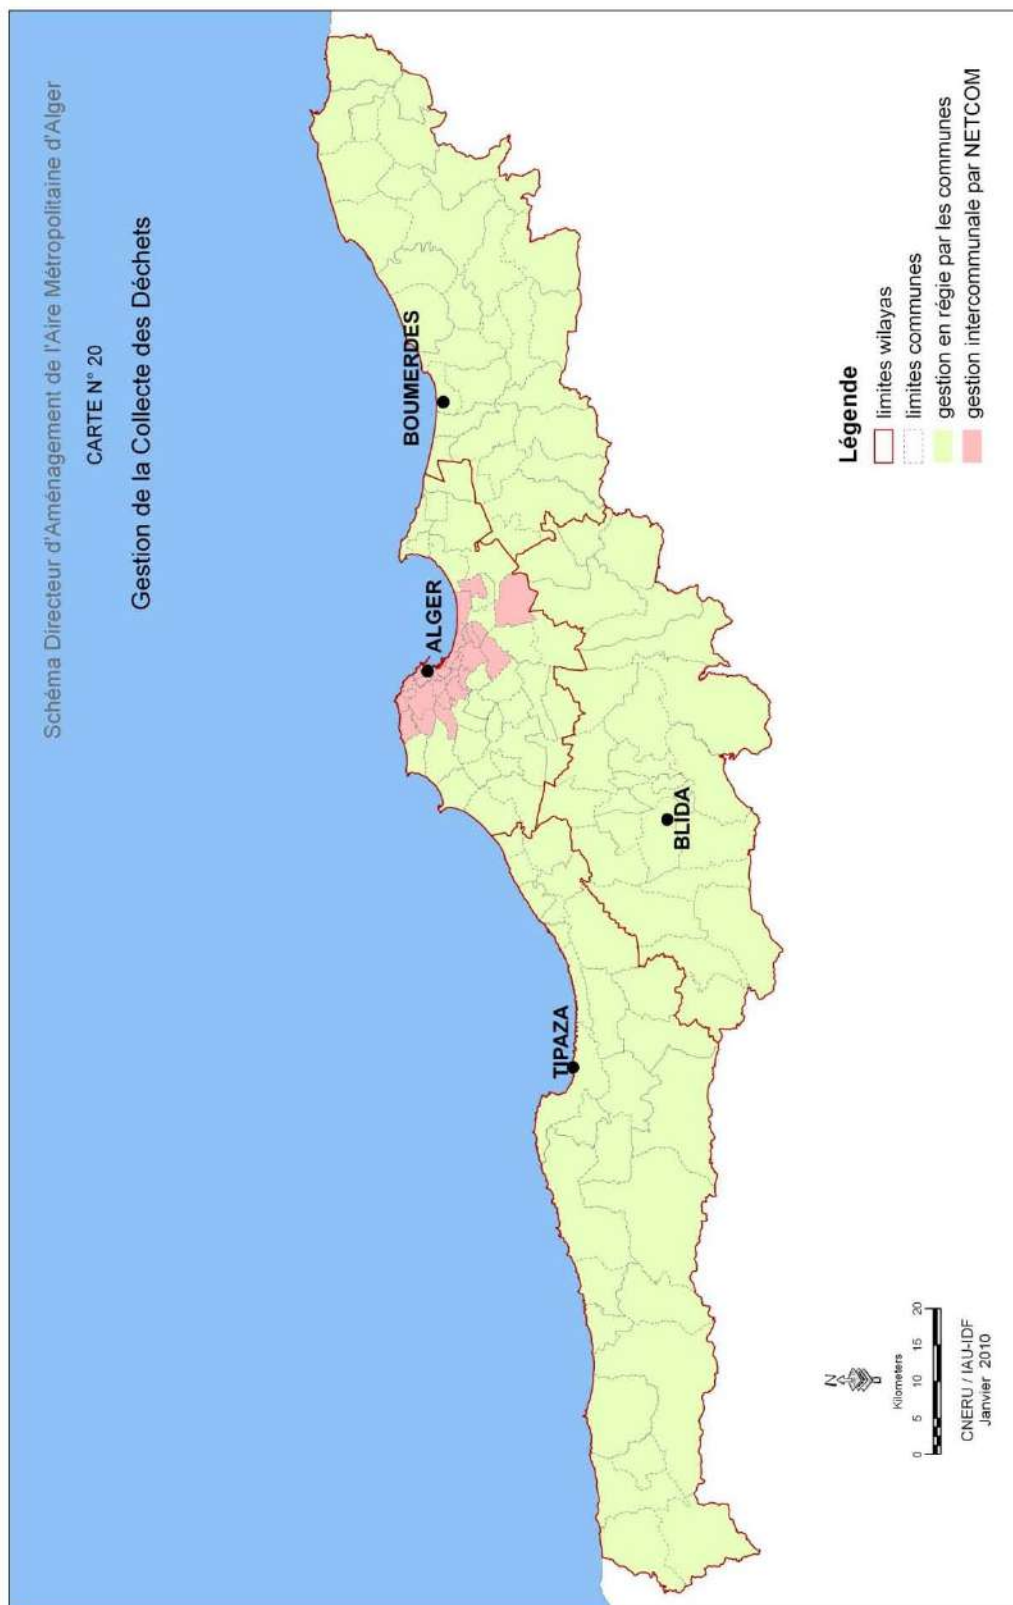 Schéma Directeur d'Aménagement de l'Aire Métropolitaine d'Alger
CARTE N° 20
Gestion de la Collecte des Déchets
BOUMERDES
ALGER
TIPAZA
BLIDA
Légende
limites wilayas
limites communes
gestion en régie par les communes
gestion intercommunale par NETCOM
N
Kilometers
0 5 10 15 20
CNERU / IAU-IDF
Janvier 2010